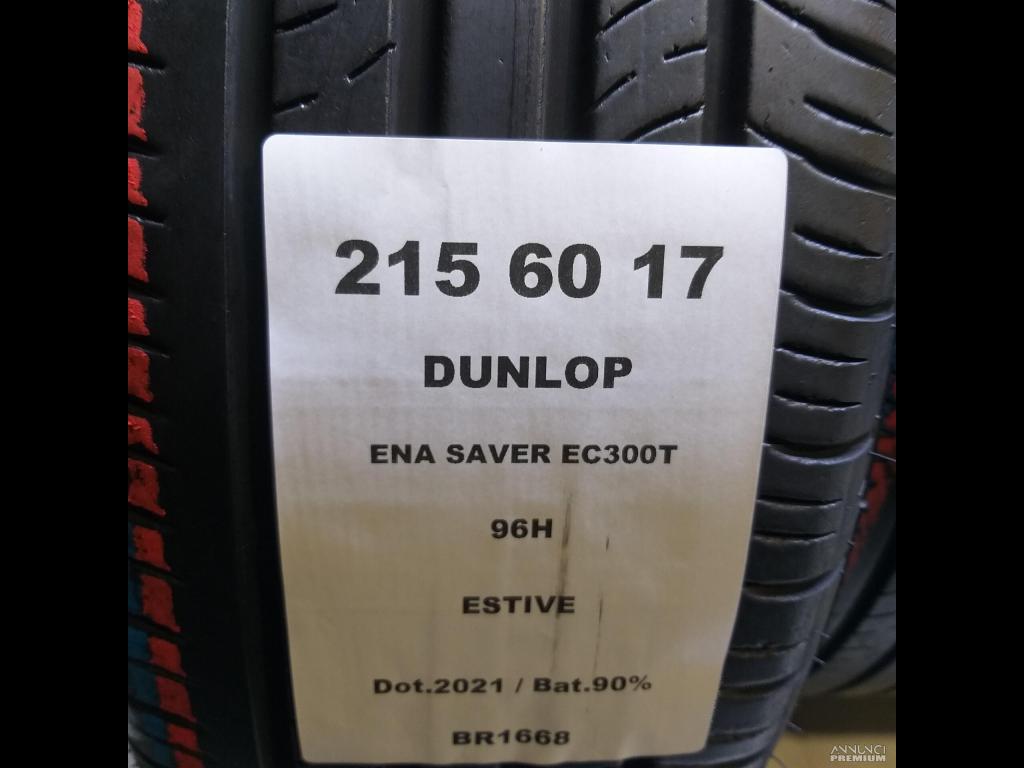 215 60 17
DUNLOP
ENA SAVER EC300T
96H
ESTIVE
Dot.2021 / Bat.90%
BR1668
ANNUNCI
PREMIUM